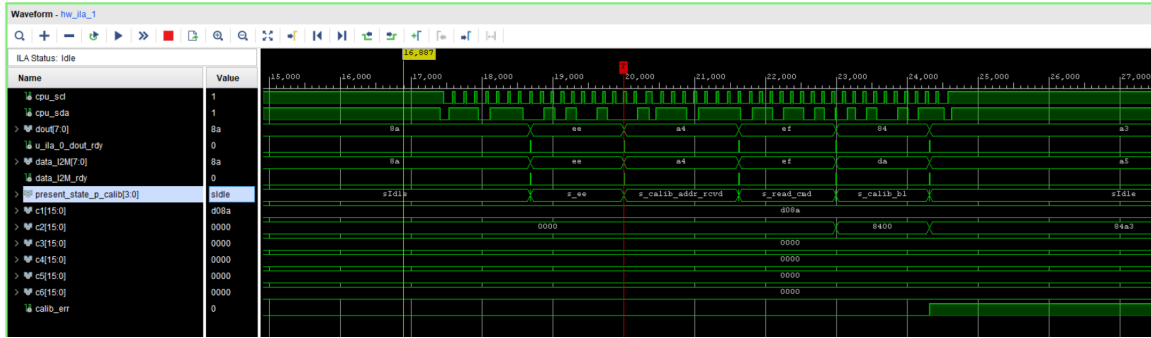 Waveform - hw_ila_1
ILA Status: Idle
16,887
T
Name Value 15,000 16,000 17,000 18,000 19,000 20,000 21,000 22,000 23,000 24,000 25,000 26,000 27,000
cpu_scl 1
cpu_sda 1
dout[7:0] 8a 8a ee a4 ef 84 a3
u_ila_0_dout_rdy 0
data_I2M[7:0] 8a 8a ee a4 ef da a5
data_I2M_rdy 0
present_state_p_calib[3:0] sIdle sIdle s_ee s_calib_addr_rcvd s_read_cmd s_calib_bl sIdle
c1[15:0] d08a d08a
c2[15:0] 0000 0000 8400 84a3
c3[15:0] 0000 0000
c4[15:0] 0000 0000
c5[15:0] 0000
c6[15:0] 0000 0000
calib_err 0